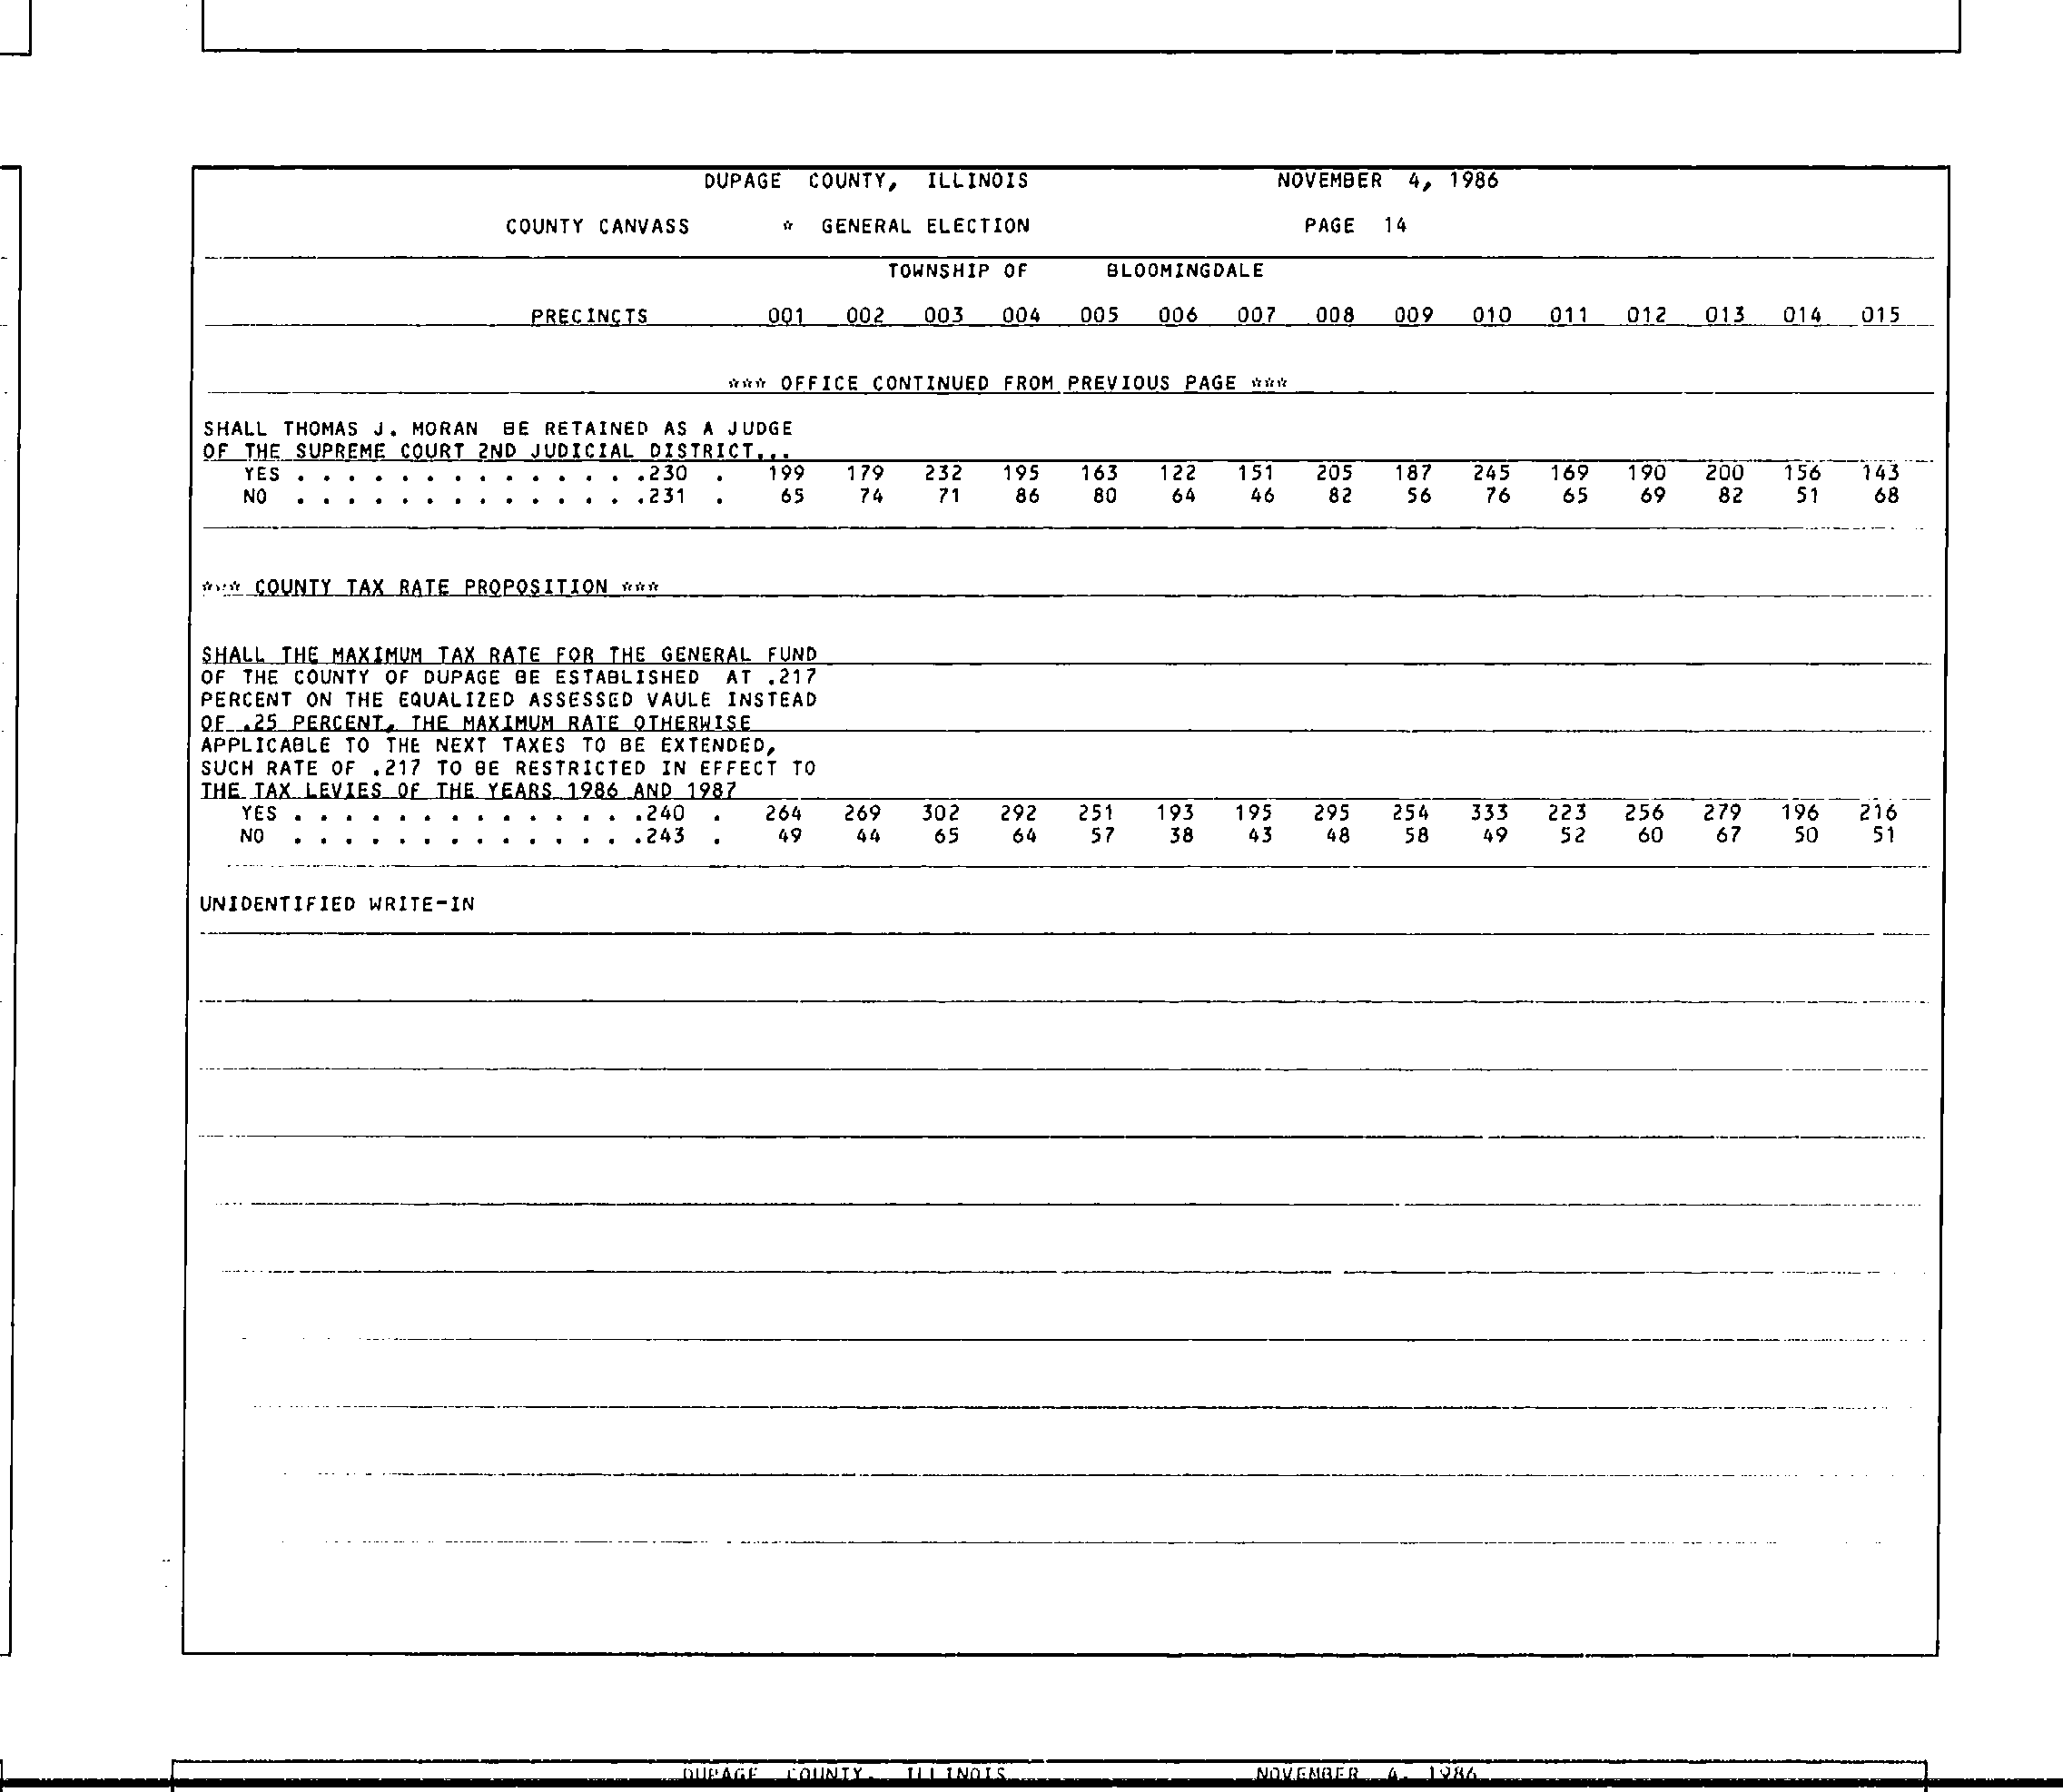 DUPAGE COUNTY, ILLINOIS NOVEMBER 4, 1986
COUNTY CANVASS * GENERAL ELECTION PAGE 14
TOWNSHIP OF BLOOMINGDALE
PRECINCTS 001 002 003 004 005 006 007 008 009 010 011 012 013 014 015
*** OFFICE CONTINUED FROM PREVIOUS PAGE ***
SHALL THOMAS J. MORAN BE RETAINED AS A JUDGE
OF THE SUPREME COURT 2ND JUDICIAL DISTRICT...
YES . . . . . . . . . . . . . .230 . 199 179 232 195 163 122 151 205 187 245 169 190 200 156 143
NO . . . . . . . . . . . . . .231 . 65 74 71 86 80 64 46 82 56 76 65 69 82 51 68
*** COUNTY TAX RATE PROPOSITION ***
SHALL THE MAXIMUM TAX RATE FOR THE GENERAL FUND
OF THE COUNTY OF DUPAGE BE ESTABLISHED AT .217
PERCENT ON THE EQUALIZED ASSESSED VAULE INSTEAD
OF .25 PERCENT, THE MAXIMUM RATE OTHERWISE
APPLICABLE TO THE NEXT TAXES TO BE EXTENDED,
SUCH RATE OF .217 TO BE RESTRICTED IN EFFECT TO
THE TAX LEVIES OF THE YEARS 1986 AND 1987
YES . . . . . . . . . . . . . .240 . 264 269 302 292 251 193 195 295 254 333 223 256 279 196 216
NO . . . . . . . . . . . . . .243 . 49 44 65 64 57 38 43 48 58 49 52 60 67 50 51
UNIDENTIFIED WRITE-IN
DUPAGE COUNTY, ILLINOIS NOVEMBER 4, 1986